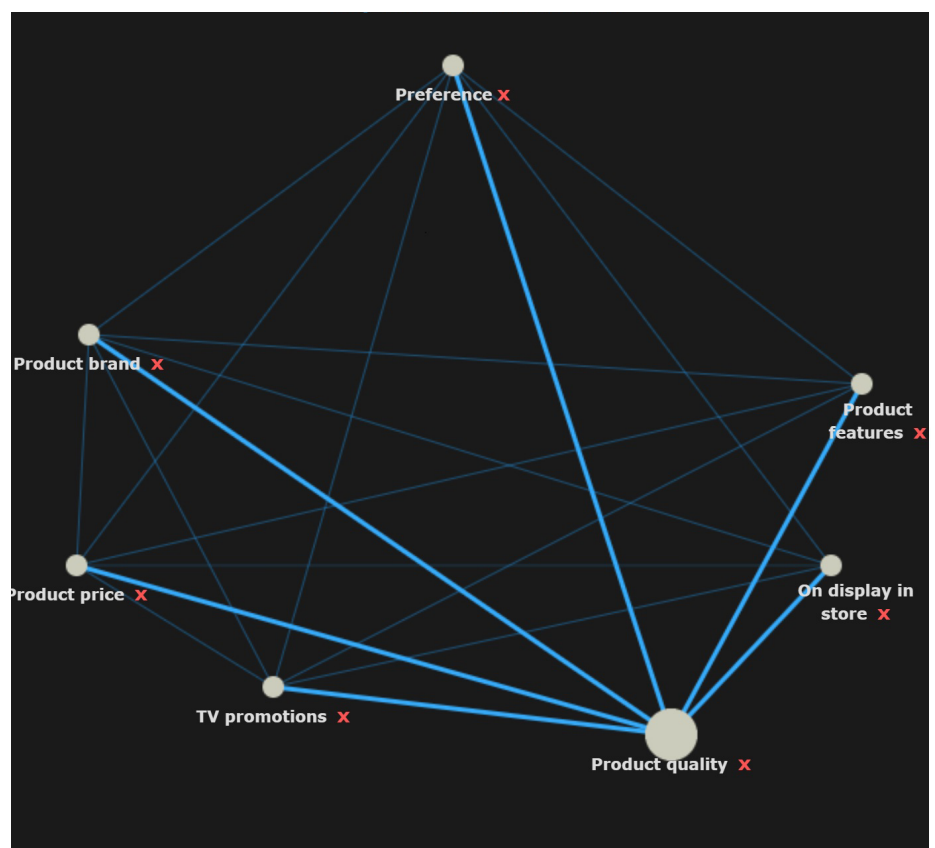 Preference x
Product brand x
Product
features x
Product price x
On display in
store x
TV promotions x
Product quality x